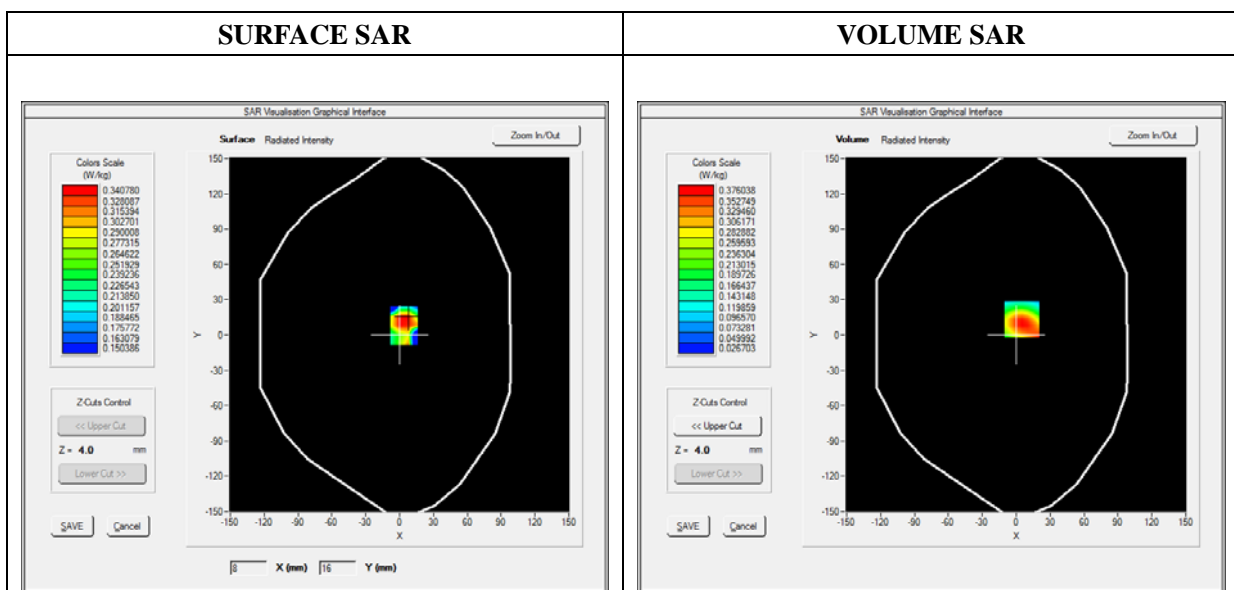 SURFACE SAR
VOLUME SAR
SAR Visualisation Graphical Interface
Surface Radiated Intensity
Zoom In/Out
Colors Scale
(W/kg)
0.340780
0.328087
0.315394
0.302701
0.290008
0.277315
0.264622
0.251929
0.239236
0.226543
0.213850
0.201157
0.188465
0.175772
0.163079
0.150386
Z-Cuts Control
<< Upper Cut
Z = 4.0 mm
Lower Cut >>
SAVE Cancel
150
120
90
60
30
0
-30
-60
-90
-120
-150
Y
-150 -120 -90 -60 -30 0 30 60 90 120 150
X
8 X (mm) 16 Y (mm)
SAR Visualisation Graphical Interface
Volume Radiated Intensity
Zoom In/Out
Colors Scale
(W/kg)
0.376038
0.352749
0.329460
0.306171
0.282882
0.259593
0.236304
0.213015
0.189726
0.166437
0.143148
0.119859
0.096570
0.073281
0.049992
0.026703
Z-Cuts Control
<< Upper Cut
Z = 4.0 mm
Lower Cut >>
SAVE Cancel
150
120
90
60
30
0
-30
-60
-90
-120
-150
Y
-150 -120 -90 -60 -30 0 30 60 90 120 150
X